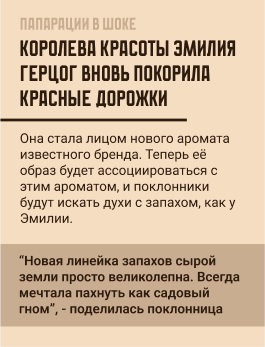 ПАПАРАЦЦИ В ШОКЕ
КОРОЛЕВА КРАСОТЫ ЭМИЛИЯ
ГЕРЦОГ ВНОВЬ ПОКОРИЛА
КРАСНЫЕ ДОРОЖКИ
Она стала лицом нового аромата
известного бренда. Теперь её
образ будет ассоциироваться с
этим ароматом, и поклонники
будут искать духи с запахом, как у
Эмилии.
“Новая линейка запахов сырой
земли просто великолепна. Всегда
мечтала пахнуть как садовый
гном”, - поделилась поклонница